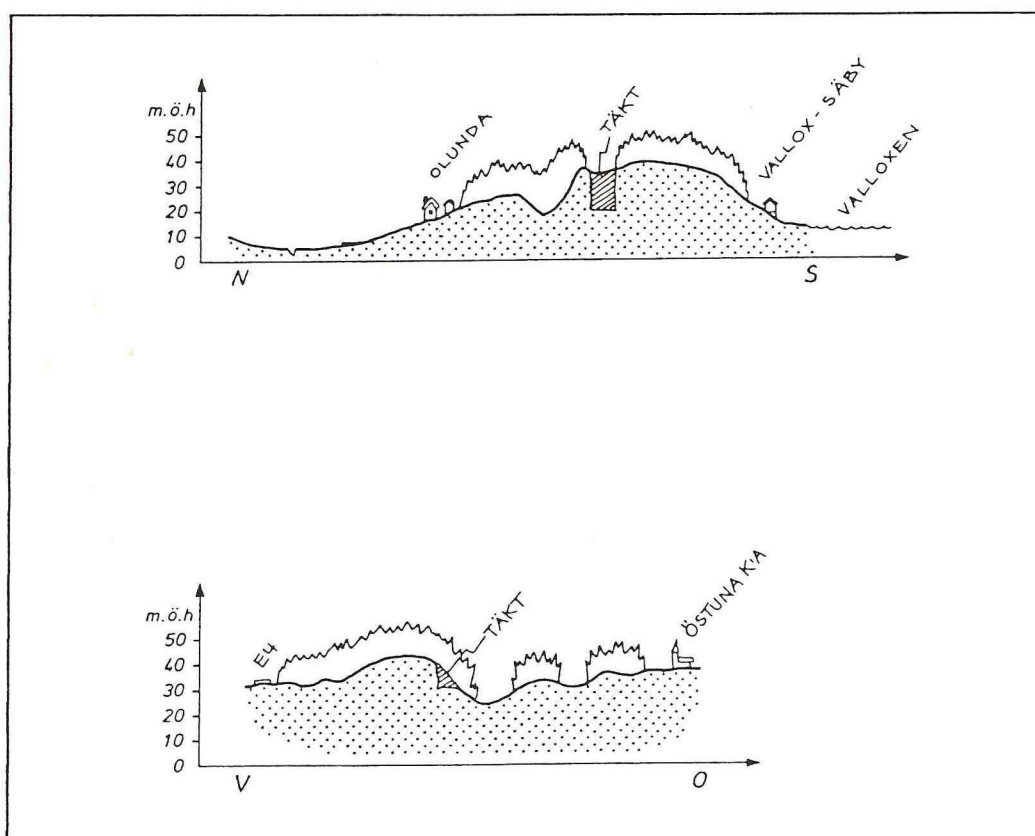 m.ö.h
50
40
30
20
10
0
OLUNDA
TÄKT
VALLOX-SÄBY
VALLOXEN
N
S
m.ö.h
50
40
30
20
10
0
E4
TÄKT
ÖSTUNA K:A
V
O